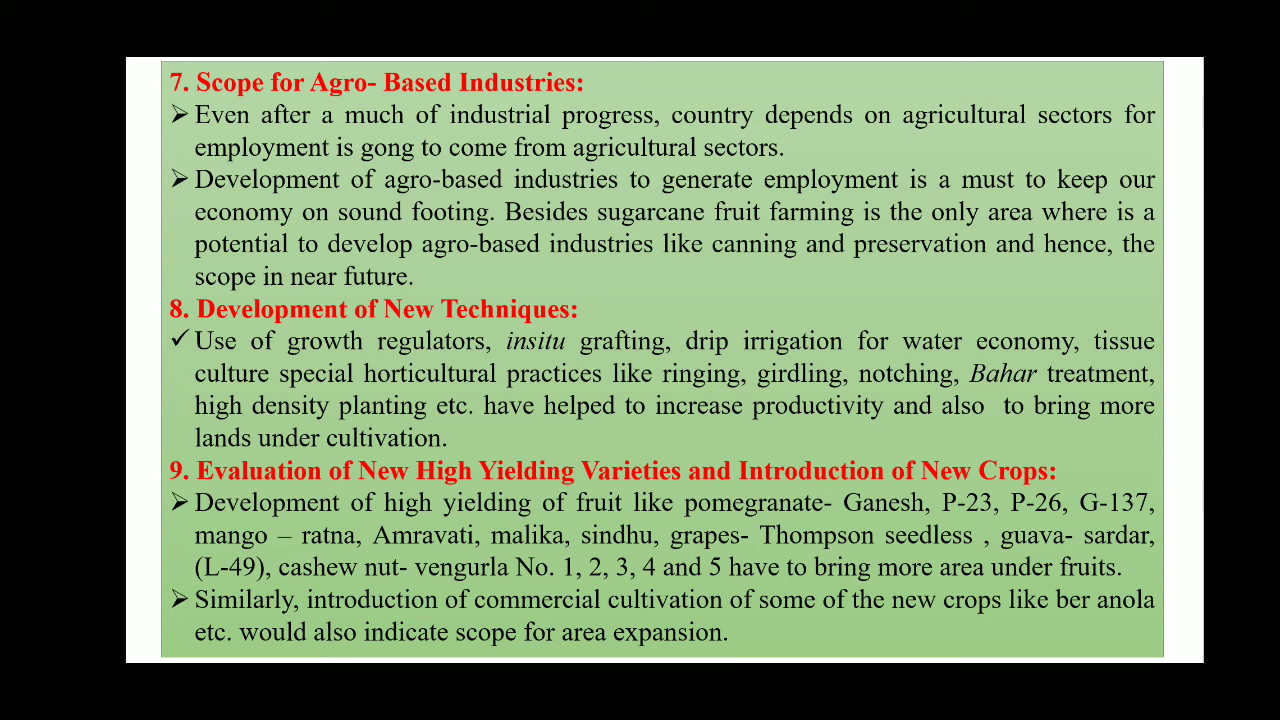 7. Scope for Agro- Based Industries:
➢ Even after a much of industrial progress, country depends on agricultural sectors for
employment is gong to come from agricultural sectors.
➢ Development of agro-based industries to generate employment is a must to keep our
economy on sound footing. Besides sugarcane fruit farming is the only area where is a
potential to develop agro-based industries like canning and preservation and hence, the
scope in near future.
8. Development of New Techniques:
✓ Use of growth regulators, insitu grafting, drip irrigation for water economy, tissue
culture special horticultural practices like ringing, girdling, notching, Bahar treatment,
high density planting etc. have helped to increase productivity and also to bring more
lands under cultivation.
9. Evaluation of New High Yielding Varieties and Introduction of New Crops:
➢ Development of high yielding of fruit like pomegranate- Ganesh, P-23, P-26, G-137,
mango – ratna, Amravati, malika, sindhu, grapes- Thompson seedless , guava- sardar,
(L-49), cashew nut- vengurla No. 1, 2, 3, 4 and 5 have to bring more area under fruits.
➢ Similarly, introduction of commercial cultivation of some of the new crops like ber anola
etc. would also indicate scope for area expansion.